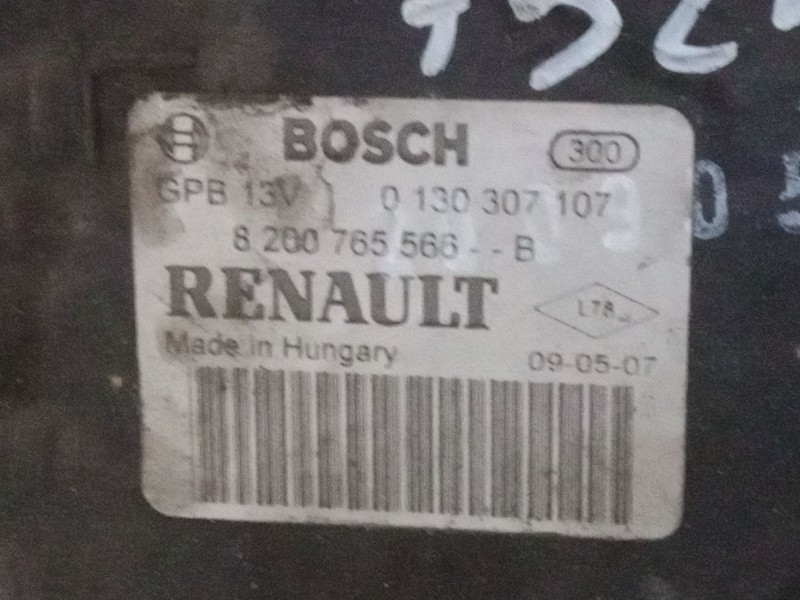 BOSCH 300
GPB 13V 0 130 307 107
8 200 765 566 - - B
RENAULT L78
Made in Hungary 09-05-07